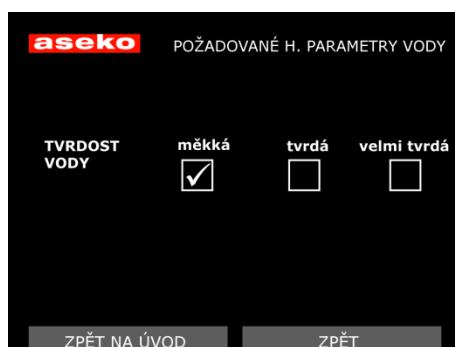 aseko POŽADOVANÉ H. PARAMETRY VODY
TVRDOST měkká tvrdá velmi tvrdá
VODY
ZPĚT NA ÚVOD ZPĚT